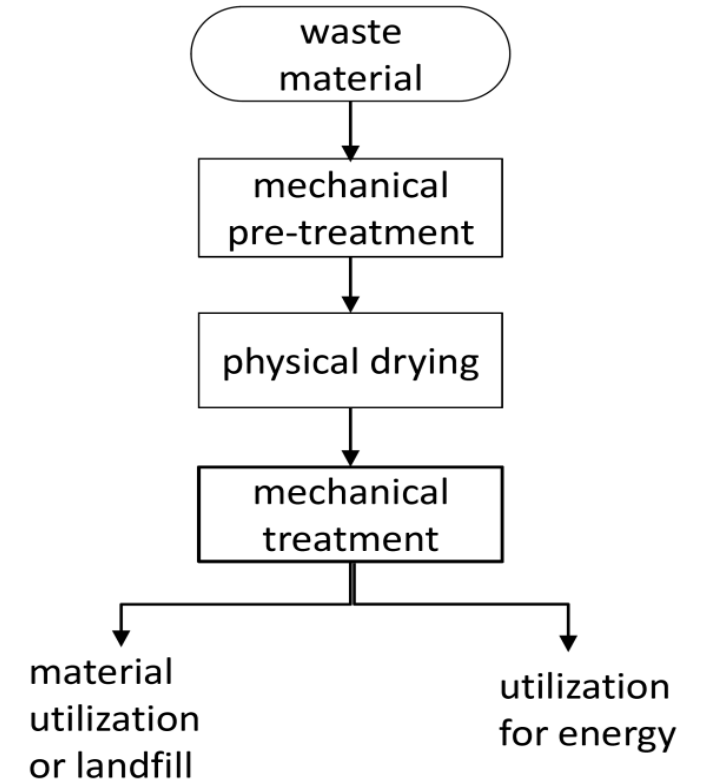 waste
material
mechanical
pre-treatment
physical drying
mechanical
treatment
material
utilization
or landfill
utilization
for energy